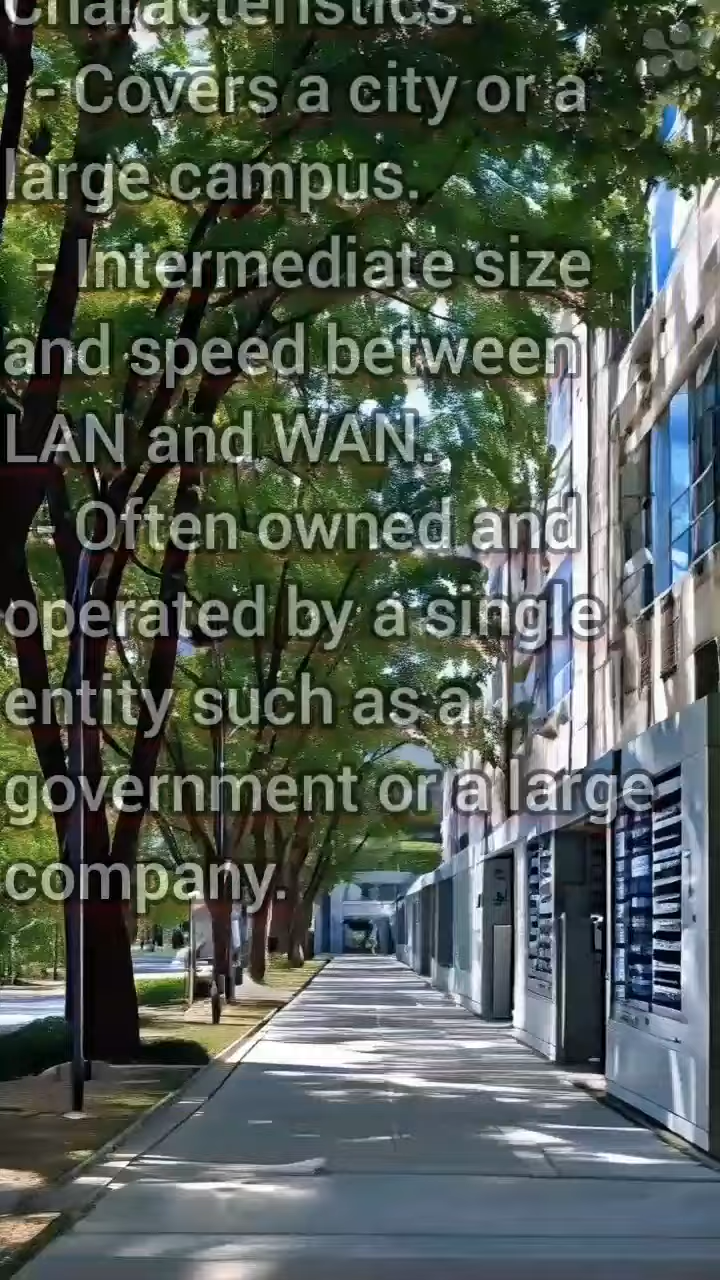 Characteristics:
- Covers a city or a
large campus.
- Intermediate size
and speed between
LAN and WAN.
- Often owned and
operated by a single
entity such as a
government or a large
company.